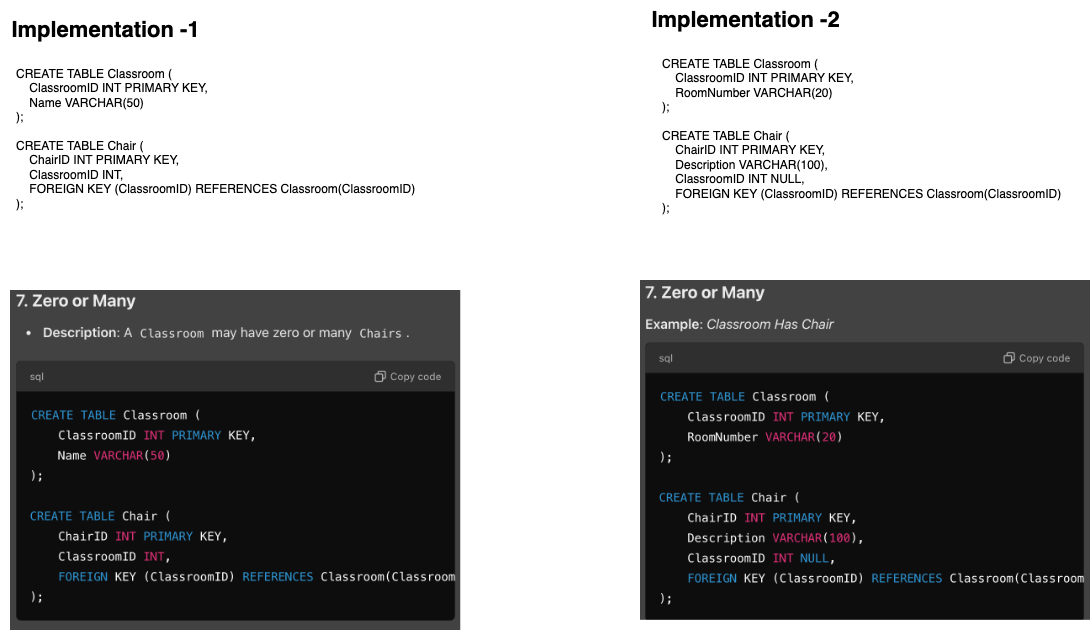 Implementation -1
CREATE TABLE Classroom (
ClassroomID INT PRIMARY KEY,
Name VARCHAR(50)
);
CREATE TABLE Chair (
ChairID INT PRIMARY KEY,
ClassroomID INT,
FOREIGN KEY (ClassroomID) REFERENCES Classroom(ClassroomID)
);
7. Zero or Many
• Description: A Classroom may have zero or many Chairs.
sql
Copy code
CREATE TABLE Classroom (
ClassroomID INT PRIMARY KEY,
Name VARCHAR(50)
);
CREATE TABLE Chair (
ChairID INT PRIMARY KEY,
ClassroomID INT,
FOREIGN KEY (ClassroomID) REFERENCES Classroom(Classroom
);
Implementation -2
CREATE TABLE Classroom (
ClassroomID INT PRIMARY KEY,
RoomNumber VARCHAR(20)
);
CREATE TABLE Chair (
ChairID INT PRIMARY KEY,
Description VARCHAR(100),
ClassroomID INT NULL,
FOREIGN KEY (ClassroomID) REFERENCES Classroom(ClassroomID)
);
7. Zero or Many
Example: Classroom Has Chair
sql
Copy code
CREATE TABLE Classroom (
ClassroomID INT PRIMARY KEY,
RoomNumber VARCHAR(20)
);
CREATE TABLE Chair (
ChairID INT PRIMARY KEY,
Description VARCHAR(100),
ClassroomID INT NULL,
FOREIGN KEY (ClassroomID) REFERENCES Classroom(Classroom
);